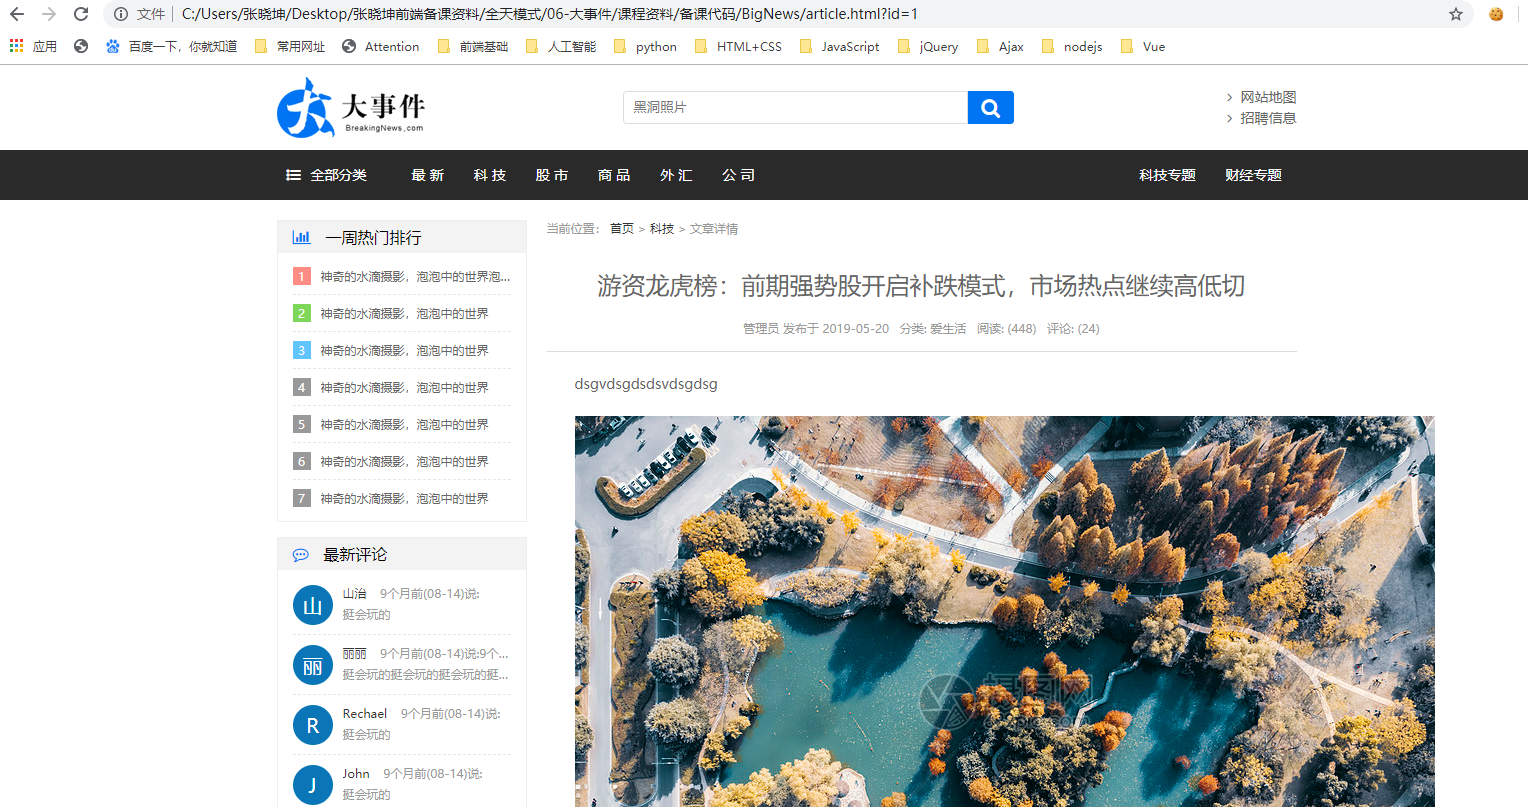 文件 | C:/Users/张晓坤/Desktop/张晓坤前端备课资料/全天模式/06-大事件/课程资料/备课代码/BigNews/article.html?id=1
应用 百度一下，你就知道 常用网址 Attention 前端基础 人工智能 python HTML+CSS JavaScript jQuery Ajax nodejs Vue
大事件
BreakingNews.com
黑洞照片
> 网站地图
> 招聘信息
全部分类 最新 科技 股市 商品 外汇 公司 科技专题 财经专题
一周热门排行
1 神奇的水滴摄影，泡泡中的世界泡...
2 神奇的水滴摄影，泡泡中的世界
3 神奇的水滴摄影，泡泡中的世界
4 神奇的水滴摄影，泡泡中的世界
5 神奇的水滴摄影，泡泡中的世界
6 神奇的水滴摄影，泡泡中的世界
7 神奇的水滴摄影，泡泡中的世界
最新评论
山 山治 9个月前(08-14)说:
挺会玩的
丽 丽丽 9个月前(08-14)说:9个...
挺会玩的挺会玩的挺会玩的挺...
R Rechael 9个月前(08-14)说:
挺会玩的
J John 9个月前(08-14)说:
挺会玩的
当前位置： 首页 > 科技 > 文章详情
游资龙虎榜：前期强势股开启补跌模式，市场热点继续高低切
管理员 发布于 2019-05-20 分类: 爱生活 阅读: (448) 评论: (24)
dsgvdsgdsdsvdsgdsg